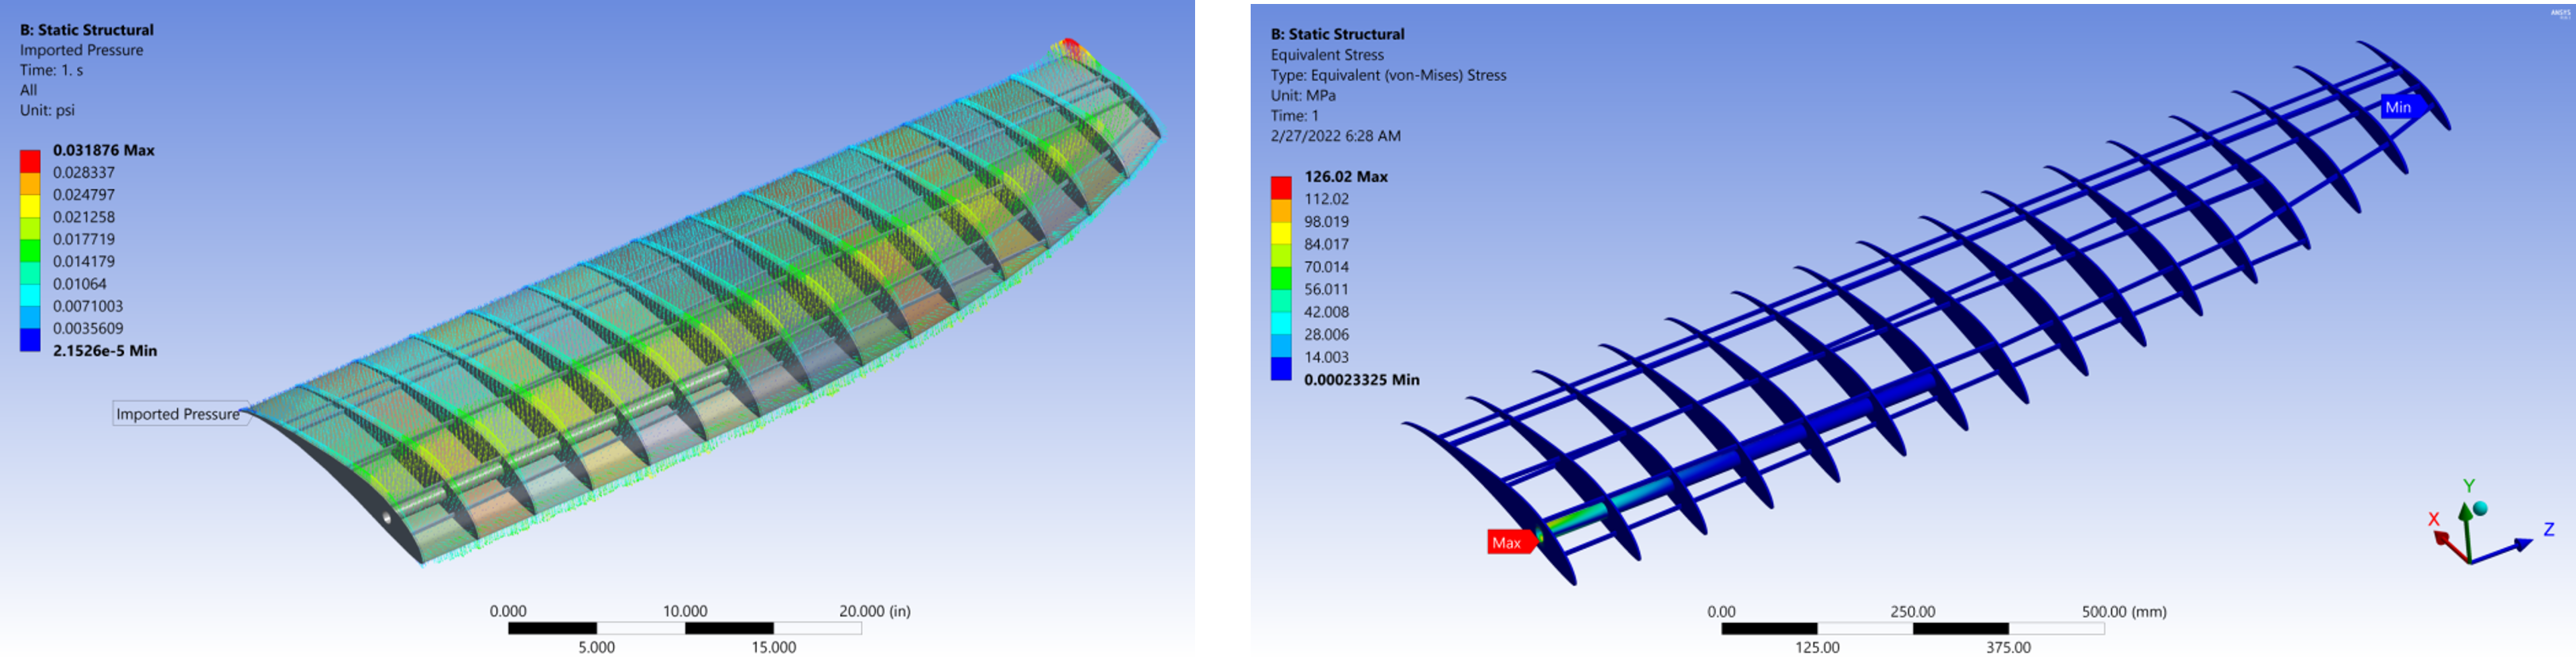 B: Static Structural
Imported Pressure
Time: 1. s
All
Unit: psi
0.031876 Max
0.028337
0.024797
0.021258
0.017719
0.014179
0.01064
0.0071003
0.0035609
2.1526e-5 Min
Imported Pressure
0.000 10.000 20.000 (in)
5.000 15.000
B: Static Structural
Equivalent Stress
Type: Equivalent (von-Mises) Stress
Unit: MPa
Time: 1
2/27/2022 6:28 AM
126.02 Max
112.02
98.019
84.017
70.014
56.011
42.008
28.006
14.003
0.00023325 Min
Min
Max
Y
X
Z
0.00 250.00 500.00 (mm)
125.00 375.00
ANSYS